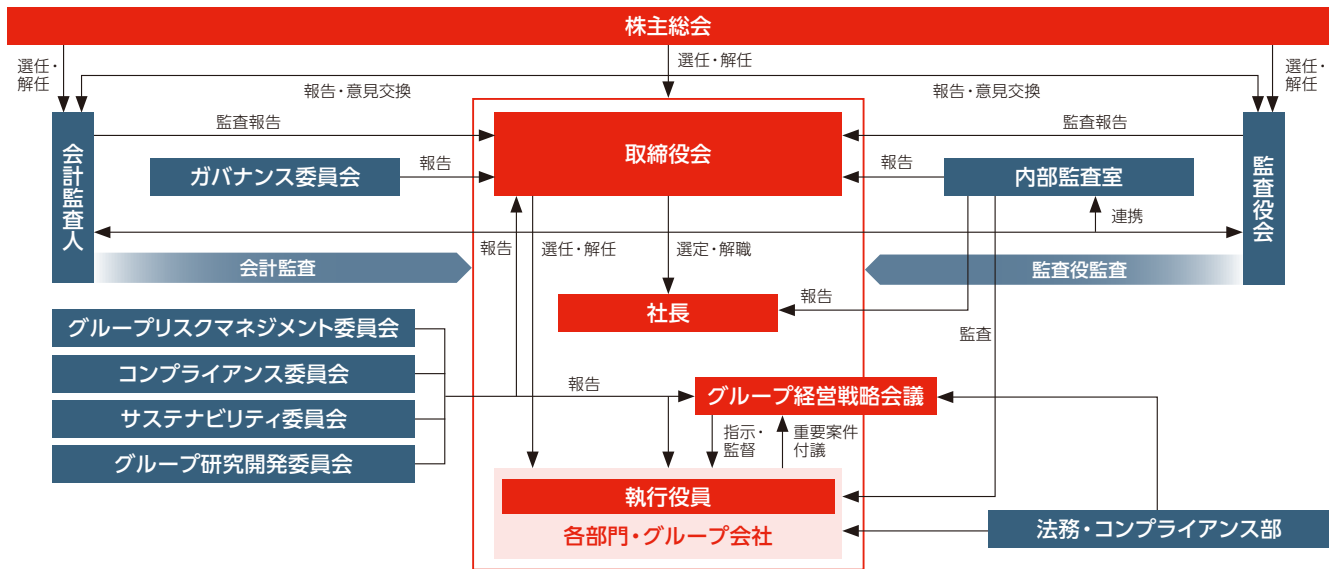 株主総会
選任・
解任
選任・解任
選任・
解任
報告・意見交換
報告・意見交換
会計監査人
監査報告
取締役会
監査報告
監査役会
ガバナンス委員会
報告
報告
内部監査室
連携
報告
選任・解任
選定・解職
会計監査
監査役監査
社長
報告
監査
グループリスクマネジメント委員会
コンプライアンス委員会
サステナビリティ委員会
グループ研究開発委員会
報告
グループ経営戦略会議
指示・
監督
重要案件
付議
執行役員
各部門・グループ会社
法務・コンプライアンス部